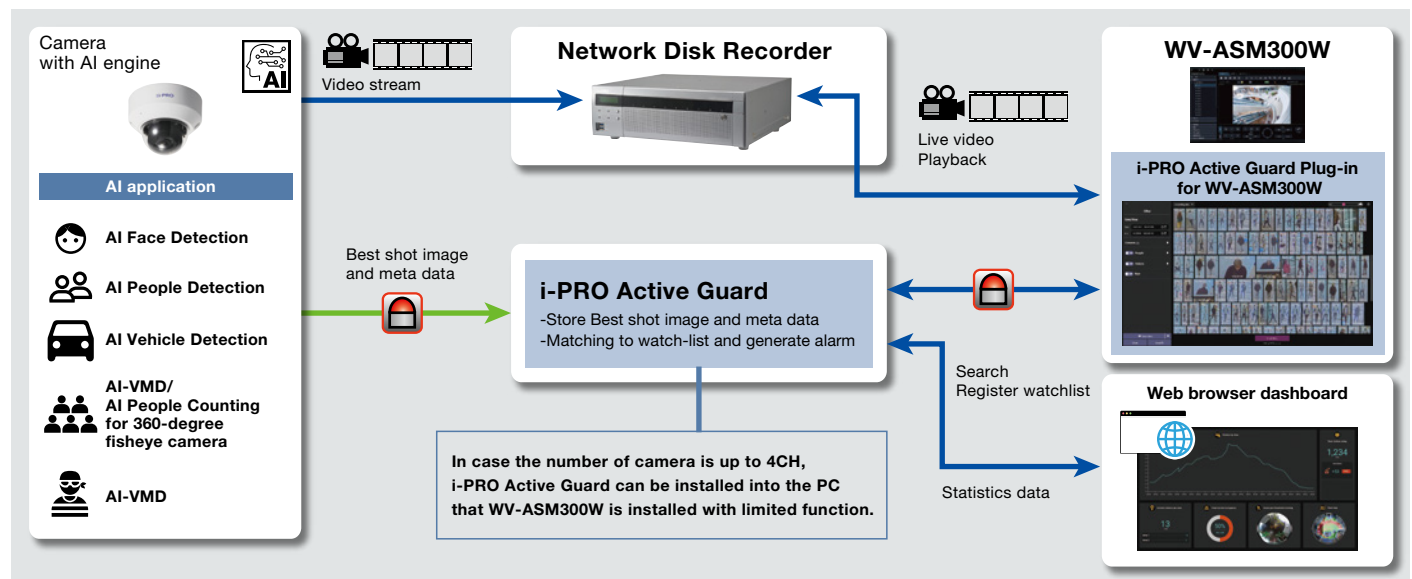 Camera
with AI engine
AI
i-PRO
AI application
AI Face Detection
AI People Detection
AI Vehicle Detection
AI-VMD/
AI People Counting
for 360-degree
fisheye camera
AI-VMD
Video stream
Network Disk Recorder
Live video
Playback
WV-ASM300W
i-PRO Active Guard Plug-in
for WV-ASM300W
Best shot image
and meta data
i-PRO Active Guard
-Store Best shot image and meta data
-Matching to watch-list and generate alarm
Search
Register watchlist
In case the number of camera is up to 4CH,
i-PRO Active Guard can be installed into the PC
that WV-ASM300W is installed with limited function.
Statistics data
Web browser dashboard
1,234
13